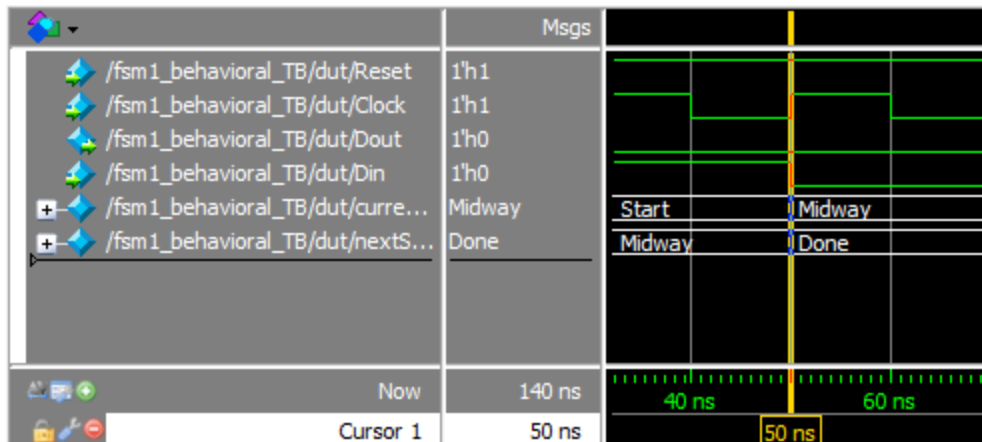 Msgs
/fsm1_behavioral_TB/dut/Reset 1'h1
/fsm1_behavioral_TB/dut/Clock 1'h1
/fsm1_behavioral_TB/dut/Dout 1'h0
/fsm1_behavioral_TB/dut/Din 1'h0
/fsm1_behavioral_TB/dut/curre... Midway Start Midway
/fsm1_behavioral_TB/dut/nextS... Done Midway Done
Now 140 ns 40 ns 60 ns
Cursor 1 50 ns 50 ns